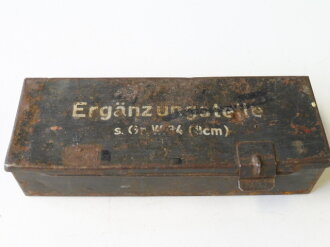 Ergänzungsteile
s. Gr. W. 34 (8cm)